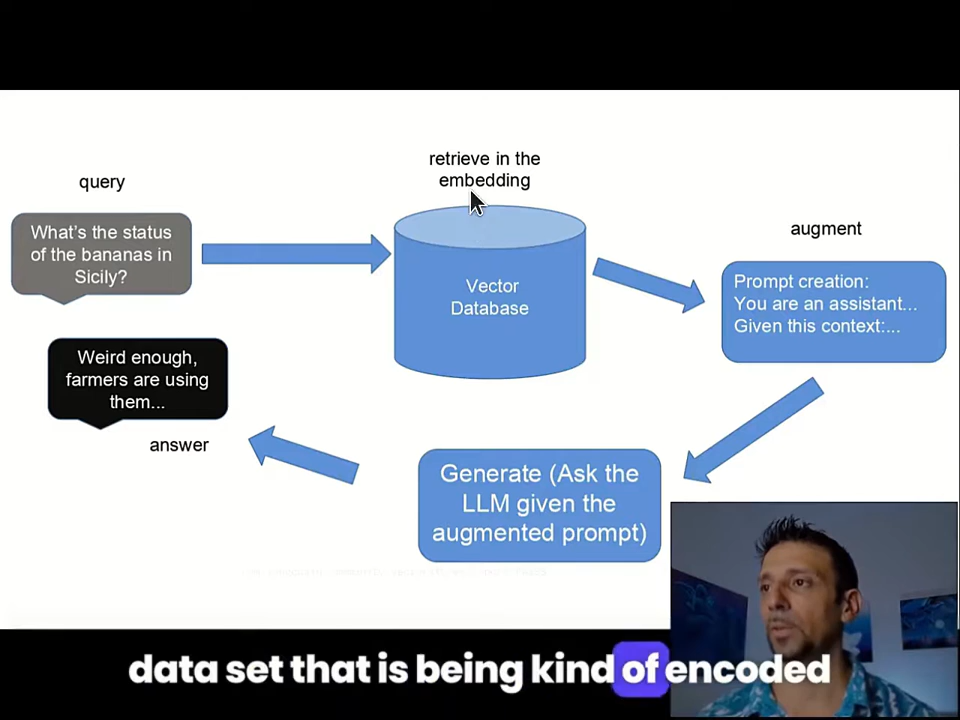 query
What's the status
of the bananas in
Sicily?
retrieve in the
embedding
Vector
Database
augment
Prompt creation:
You are an assistant...
Given this context:...
Weird enough,
farmers are using
them...
answer
Generate (Ask the
LLM given the
augmented prompt)
data set that is being kind of encoded